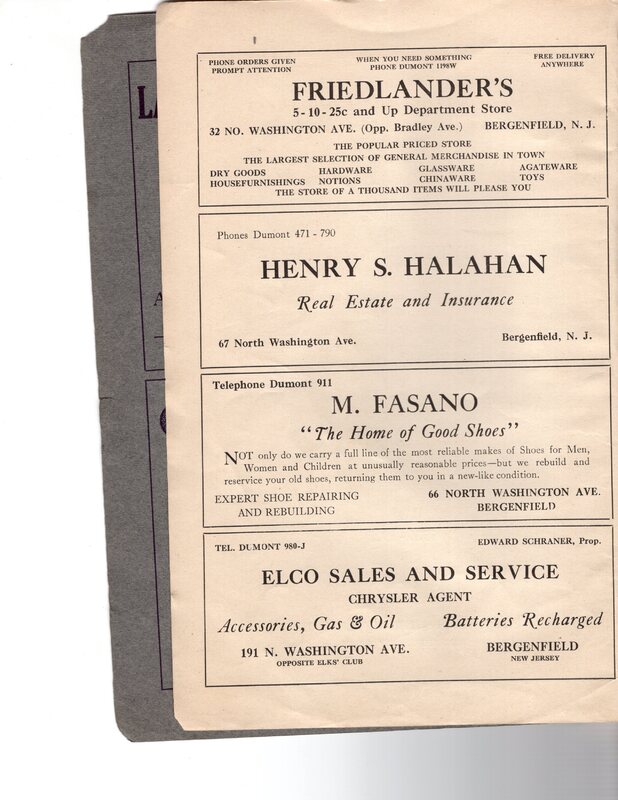 PHONE ORDERS GIVEN
PROMPT ATTENTION
WHEN YOU NEED SOMETHING
PHONE DUMONT 1198W
FREE DELIVERY
ANYWHERE
FRIEDLANDER'S
5-10-25c and Up Department Store
32 NO. WASHINGTON AVE. (Opp. Bradley Ave.) BERGENFIELD, N. J.
THE POPULAR PRICED STORE
THE LARGEST SELECTION OF GENERAL MERCHANDISE IN TOWN
DRY GOODS HARDWARE GLASSWARE AGATEWARE
HOUSEFURNISHINGS NOTIONS CHINAWARE TOYS
THE STORE OF A THOUSAND ITEMS WILL PLEASE YOU
Phones Dumont 471 - 790
HENRY S. HALAHAN
Real Estate and Insurance
67 North Washington Ave. Bergenfield, N. J.
Telephone Dumont 911
M. FASANO
"The Home of Good Shoes"
NOT only do we carry a full line of the most reliable makes of Shoes for Men,
Women and Children at unusually reasonable prices—but we rebuild and
reservice your old shoes, returning them to you in a new-like condition.
EXPERT SHOE REPAIRING
AND REBUILDING
66 NORTH WASHINGTON AVE.
BERGENFIELD
TEL. DUMONT 980-J EDWARD SCHRANER, Prop.
ELCO SALES AND SERVICE
CHRYSLER AGENT
Accessories, Gas & Oil Batteries Recharged
191 N. WASHINGTON AVE.
OPPOSITE ELKS' CLUB
BERGENFIELD
NEW JERSEY